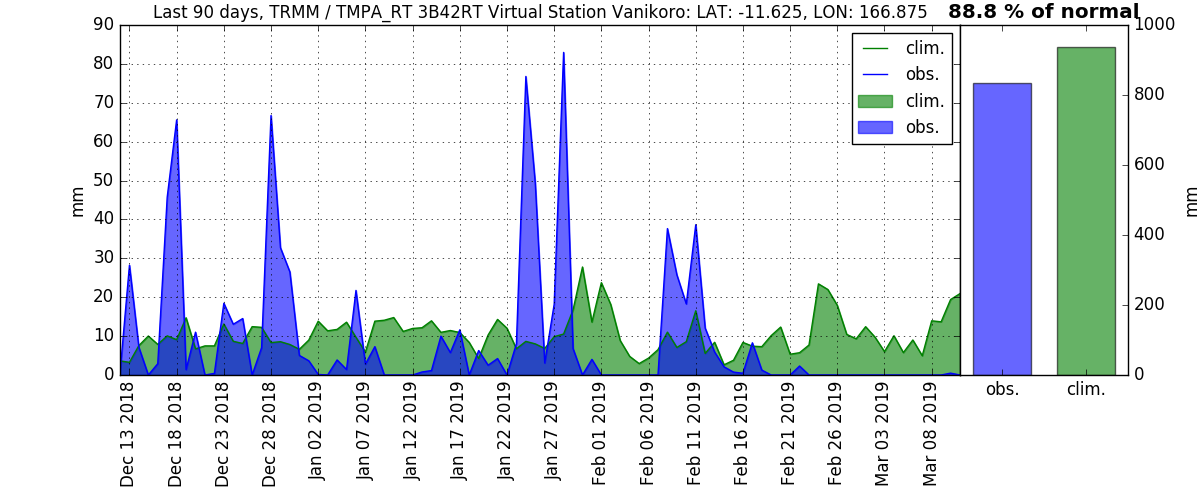 Last 90 days, TRMM / TMPA_RT 3B42RT Virtual Station Vanikoro: LAT: -11.625, LON: 166.875
88.8 % of normal
90
80
70
60
50
40
30
20
10
0
mm
clim.
obs.
clim.
obs.
1000
800
600
400
200
0
mm
obs.
clim.
Dec 13 2018
Dec 18 2018
Dec 23 2018
Dec 28 2018
Jan 02 2019
Jan 07 2019
Jan 12 2019
Jan 17 2019
Jan 22 2019
Jan 27 2019
Feb 01 2019
Feb 06 2019
Feb 11 2019
Feb 16 2019
Feb 21 2019
Feb 26 2019
Mar 03 2019
Mar 08 2019